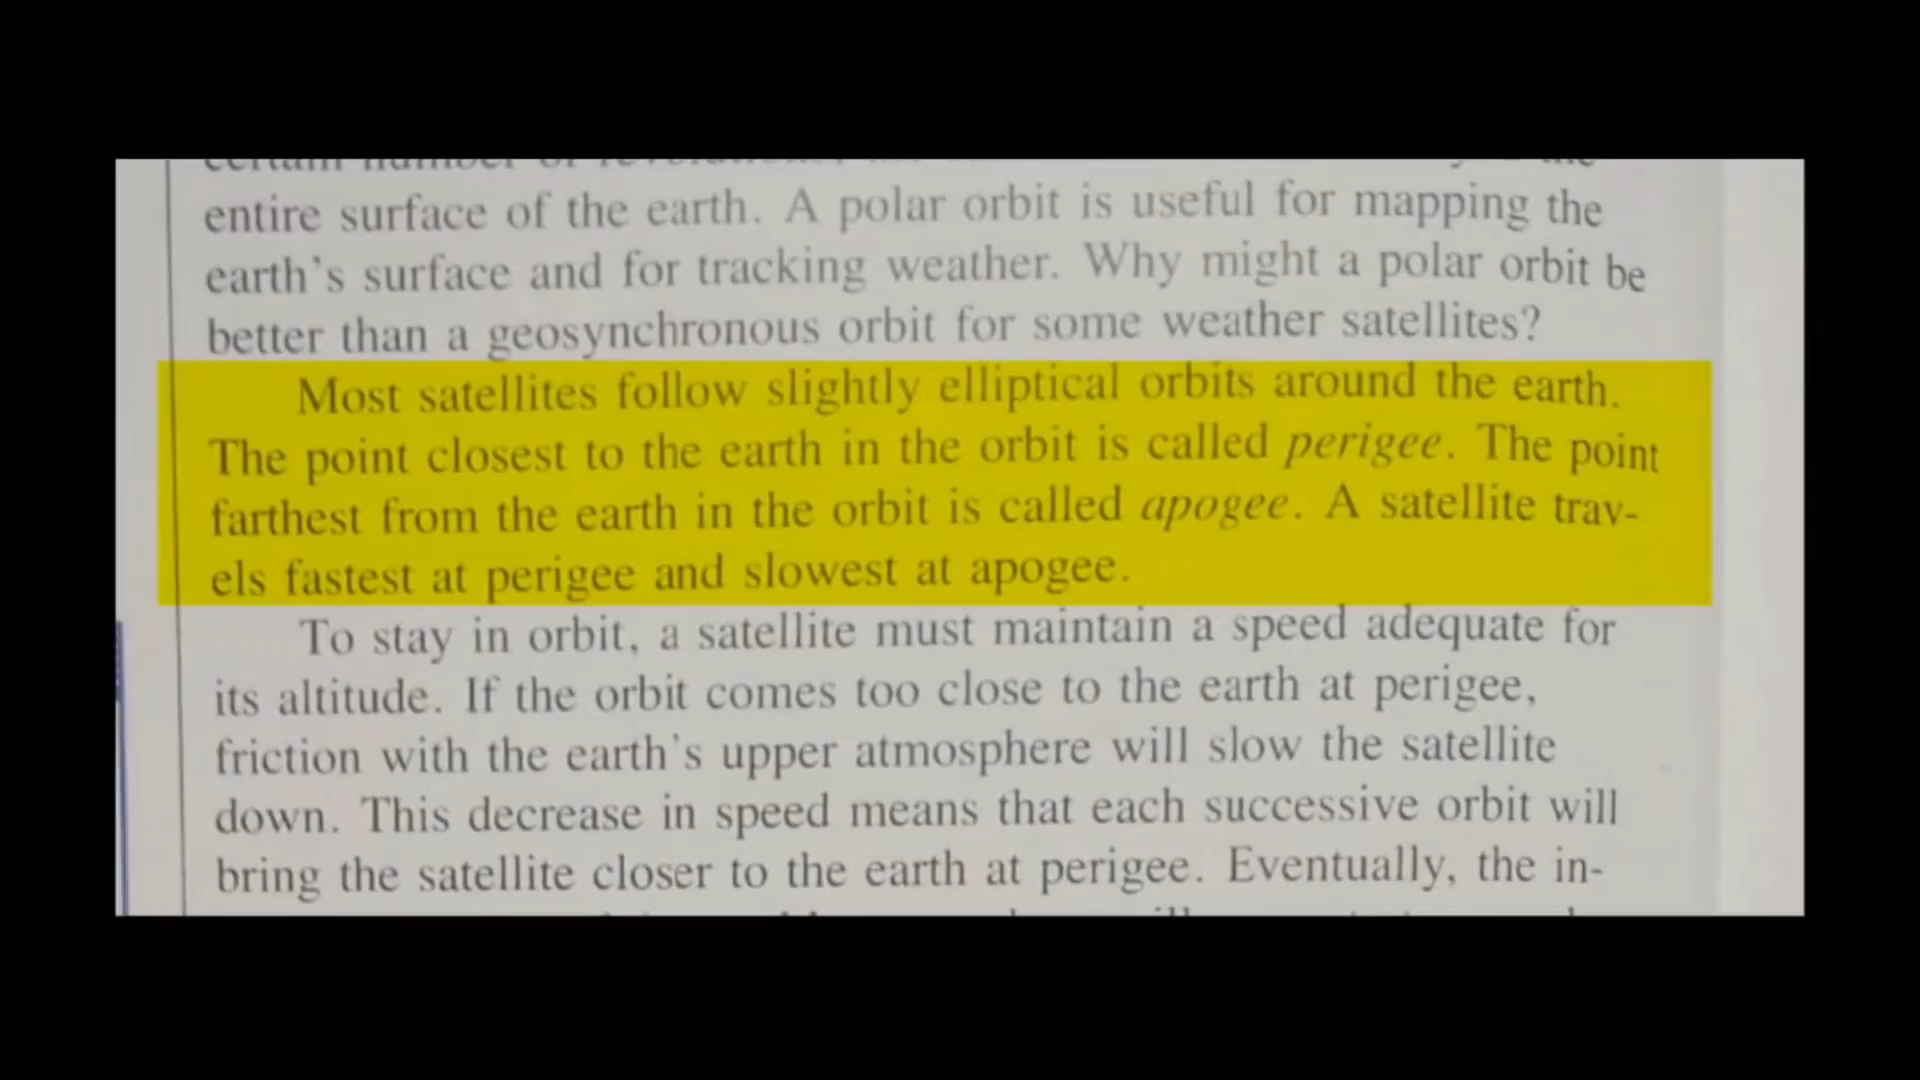 certain number of
entire surface of the earth. A polar orbit is useful for mapping the
earth's surface and for tracking weather. Why might a polar orbit be
better than a geosynchronous orbit for some weather satellites?
Most satellites follow slightly elliptical orbits around the earth.
The point closest to the earth in the orbit is called perigee. The point
farthest from the earth in the orbit is called apogee. A satellite trav-
els fastest at perigee and slowest at apogee.
To stay in orbit, a satellite must maintain a speed adequate for
its altitude. If the orbit comes too close to the earth at perigee,
friction with the earth's upper atmosphere will slow the satellite
down. This decrease in speed means that each successive orbit will
bring the satellite closer to the earth at perigee. Eventually, the in-